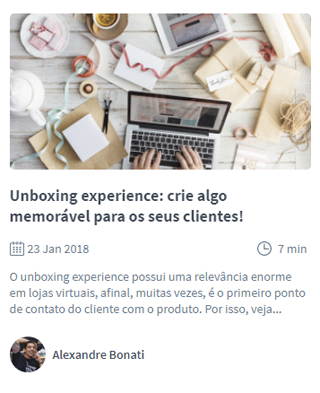 Unboxing experience: crie algo
memorável para os seus clientes!
23 Jan 2018
7 min
O unboxing experience possui uma relevância enorme
em lojas virtuais, afinal, muitas vezes, é o primeiro ponto
de contato do cliente com o produto. Por isso, veja...
Alexandre Bonati